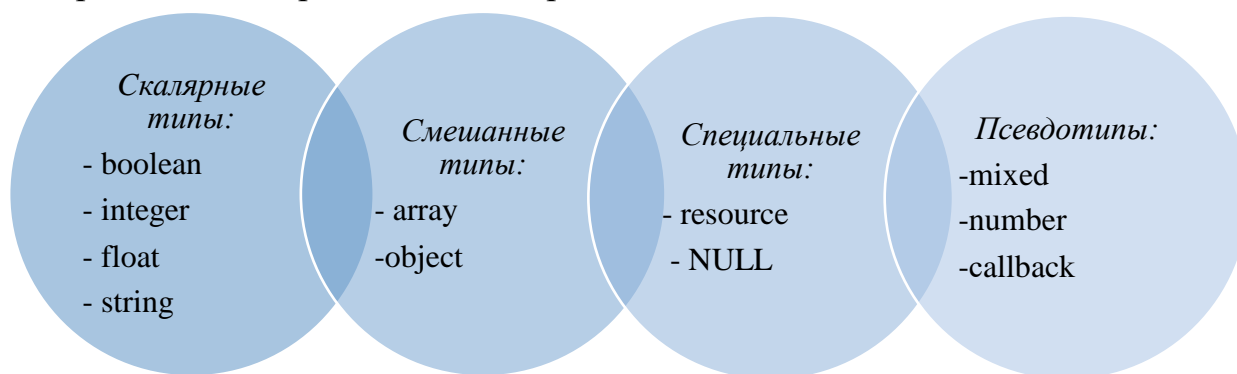 Скалярные
типы:
- boolean
- integer
- float
- string
Смешанные
типы:
- array
-object
Специальные
типы:
- resource
- NULL
Псевдотипы:
-mixed
-number
-callback